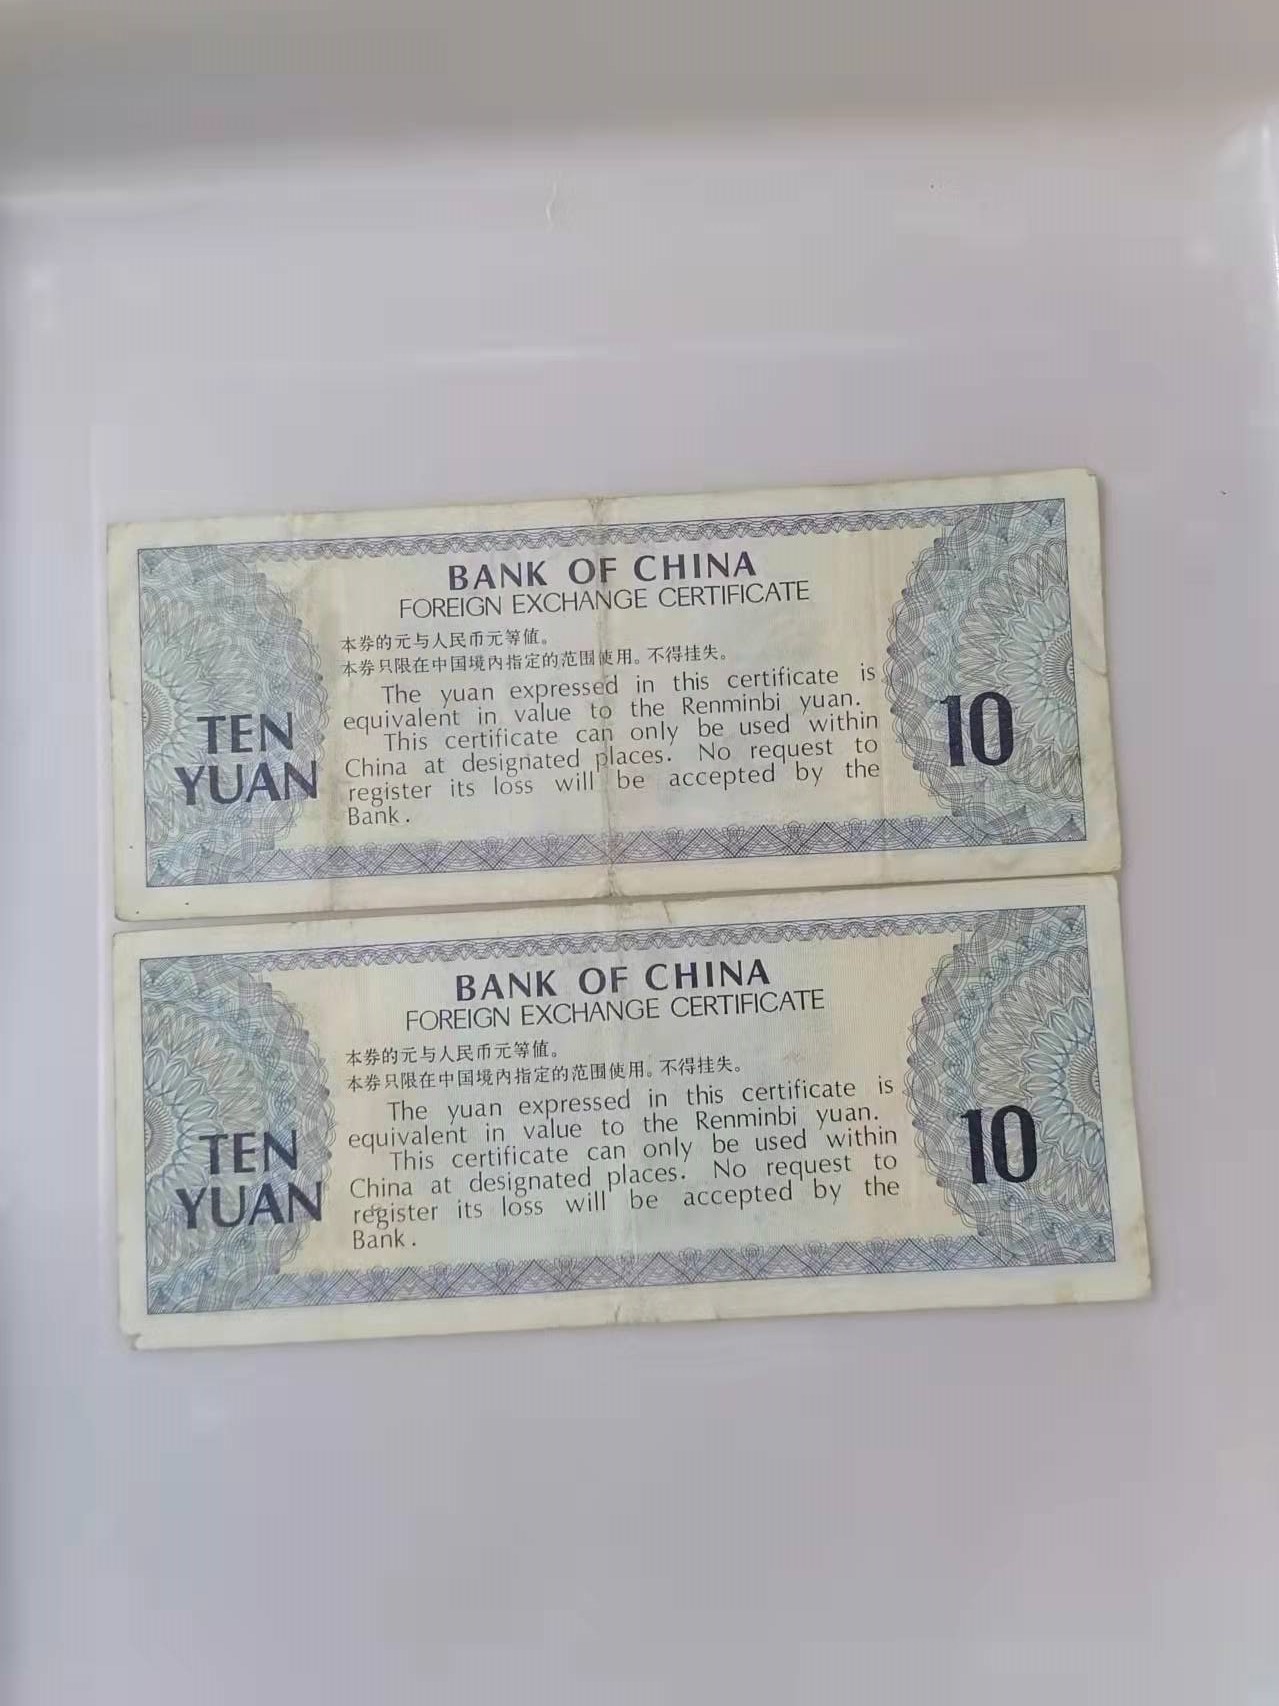 BANK OF CHINA
FOREIGN EXCHANGE CERTIFICATE
本券的元与人民币元等值。
本券只限在中国境内指定的范围使用。不得挂失。
The yuan expressed in this certificate is
equivalent in value to the Renminbi yuan.
This certificate can only be used within
China at designated places. No request to
register its loss will be accepted by the
Bank.
TEN
YUAN
10
BANK OF CHINA
FOREIGN EXCHANGE CERTIFICATE
本券的元与人民币元等值。
本券只限在中国境内指定的范围使用。不得挂失。
The yuan expressed in this certificate is
equivalent in value to the Renminbi yuan.
This certificate can only be used within
China at designated places. No request to
register its loss will be accepted by the
Bank.
TEN
YUAN
10